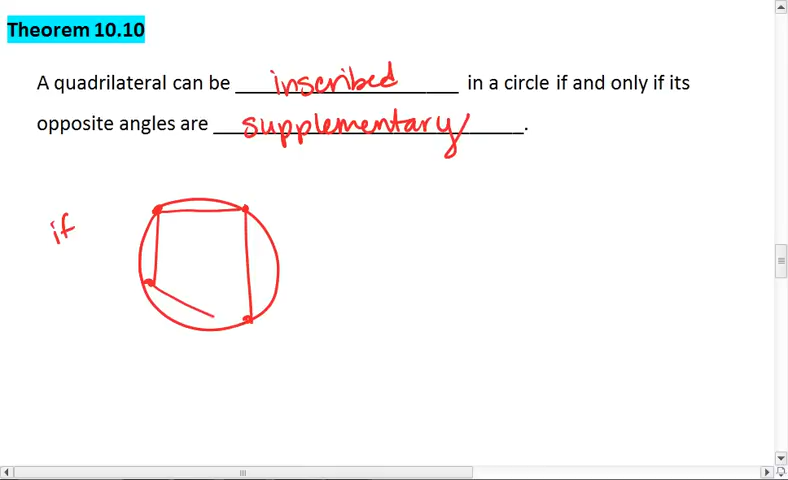 Theorem 10.10
A quadrilateral can be inscribed in a circle if and only if its
opposite angles are supplementary.
if